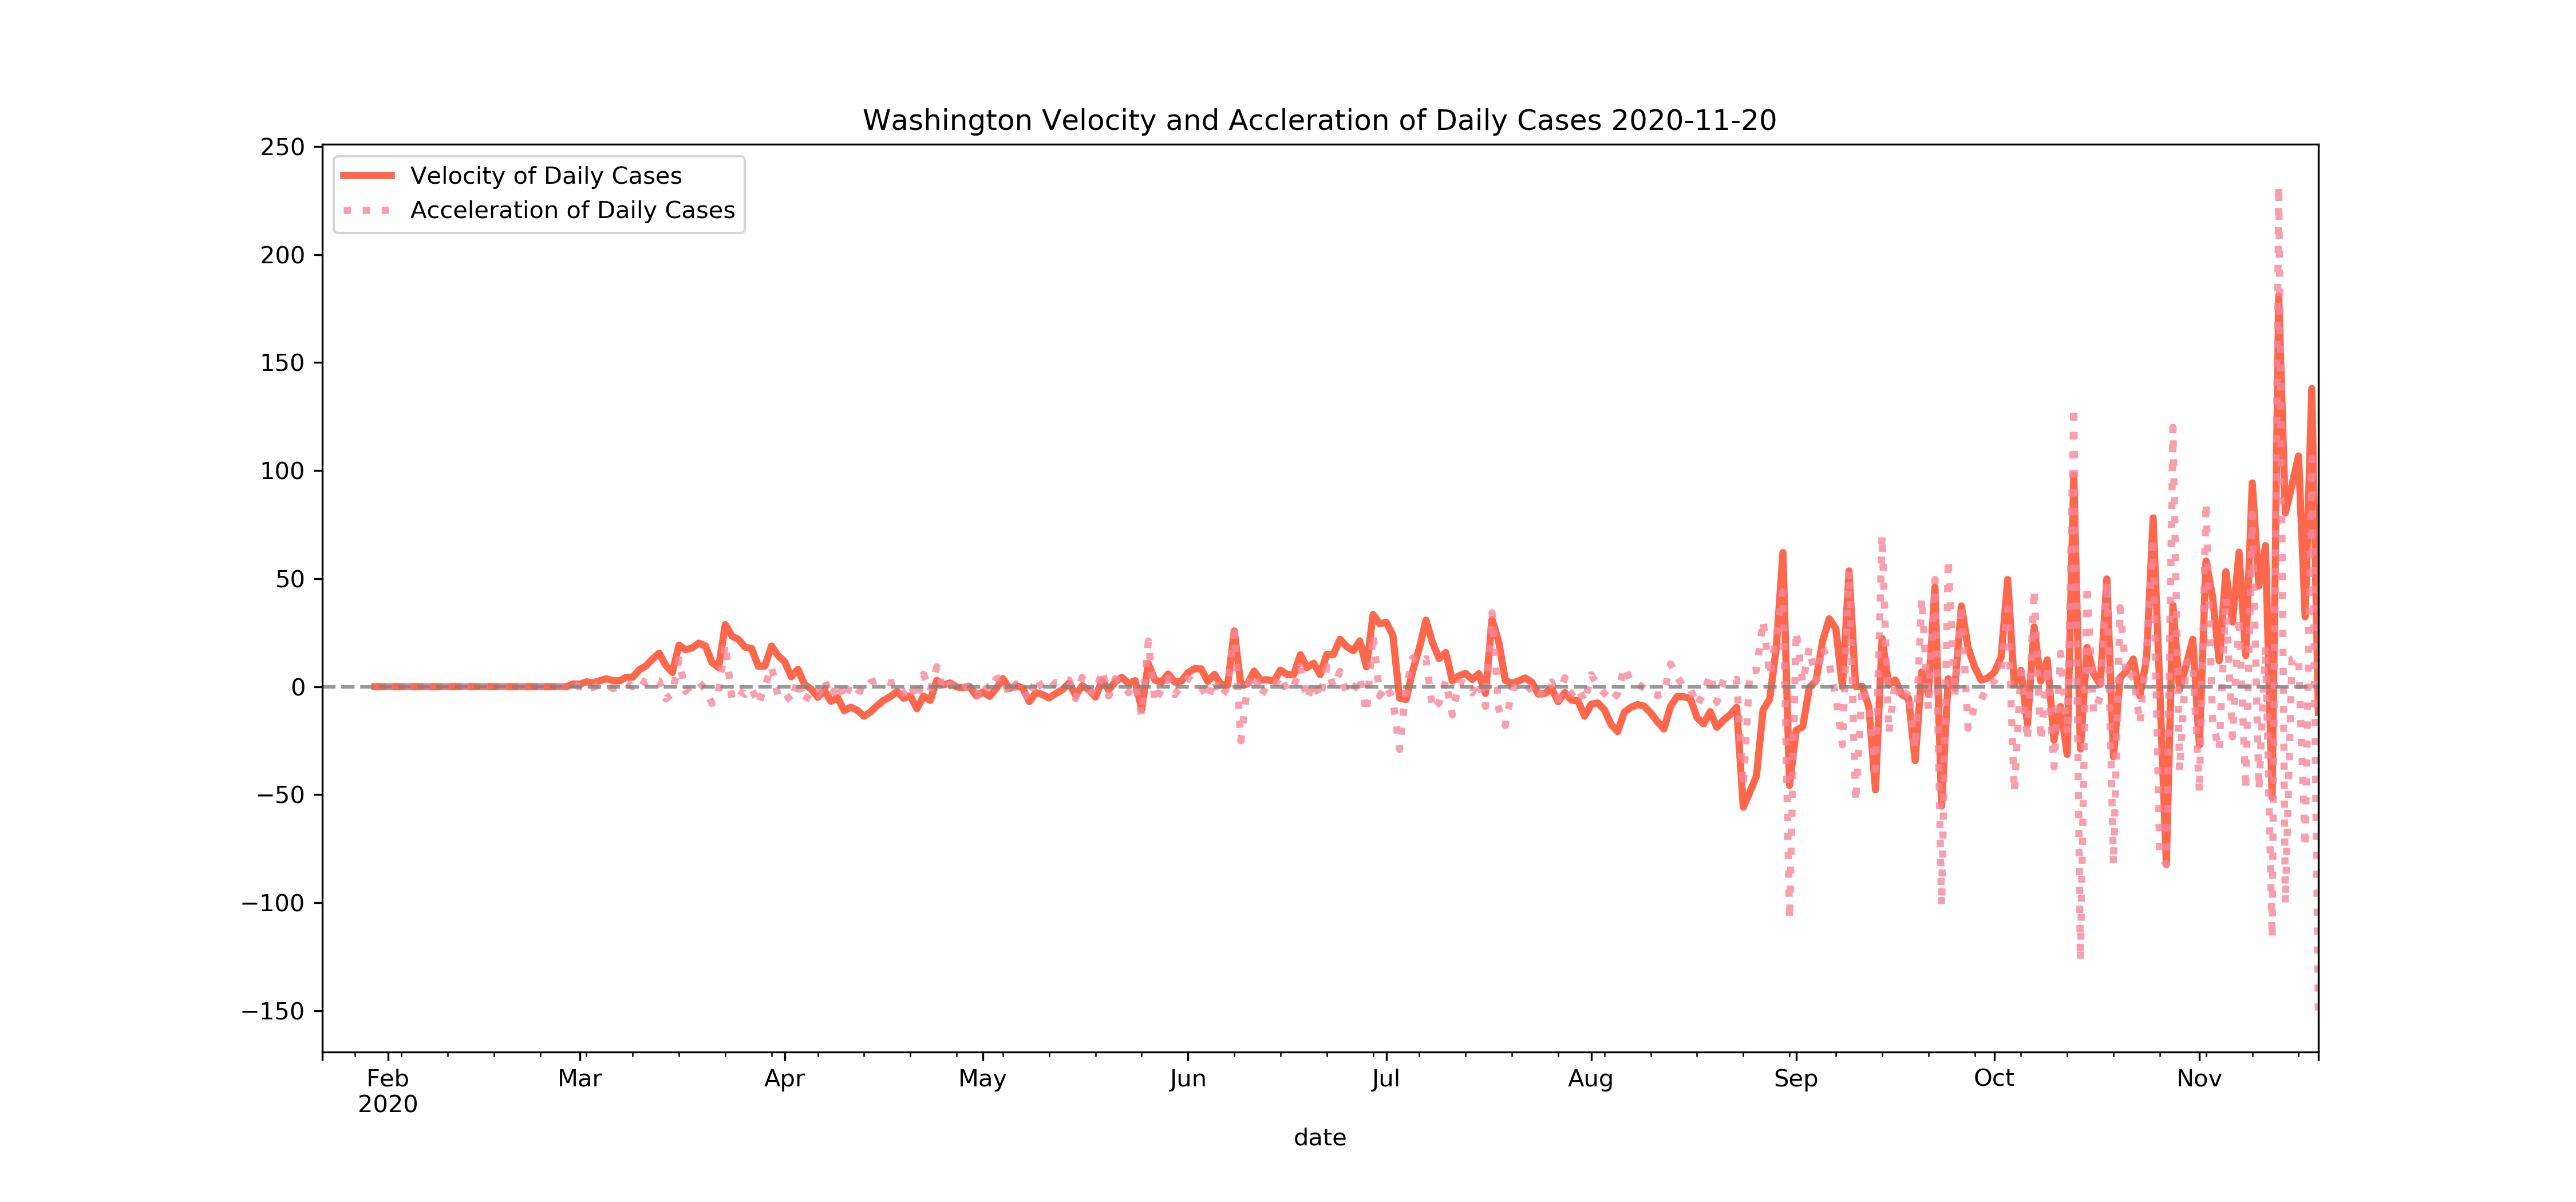 Washington Velocity and Accleration of Daily Cases 2020-11-20
250
Velocity of Daily Cases
Acceleration of Daily Cases
200
150
100
50
0
−50
−100
−150
Feb Mar Apr May Jun Jul Aug Sep Oct Nov
2020
date